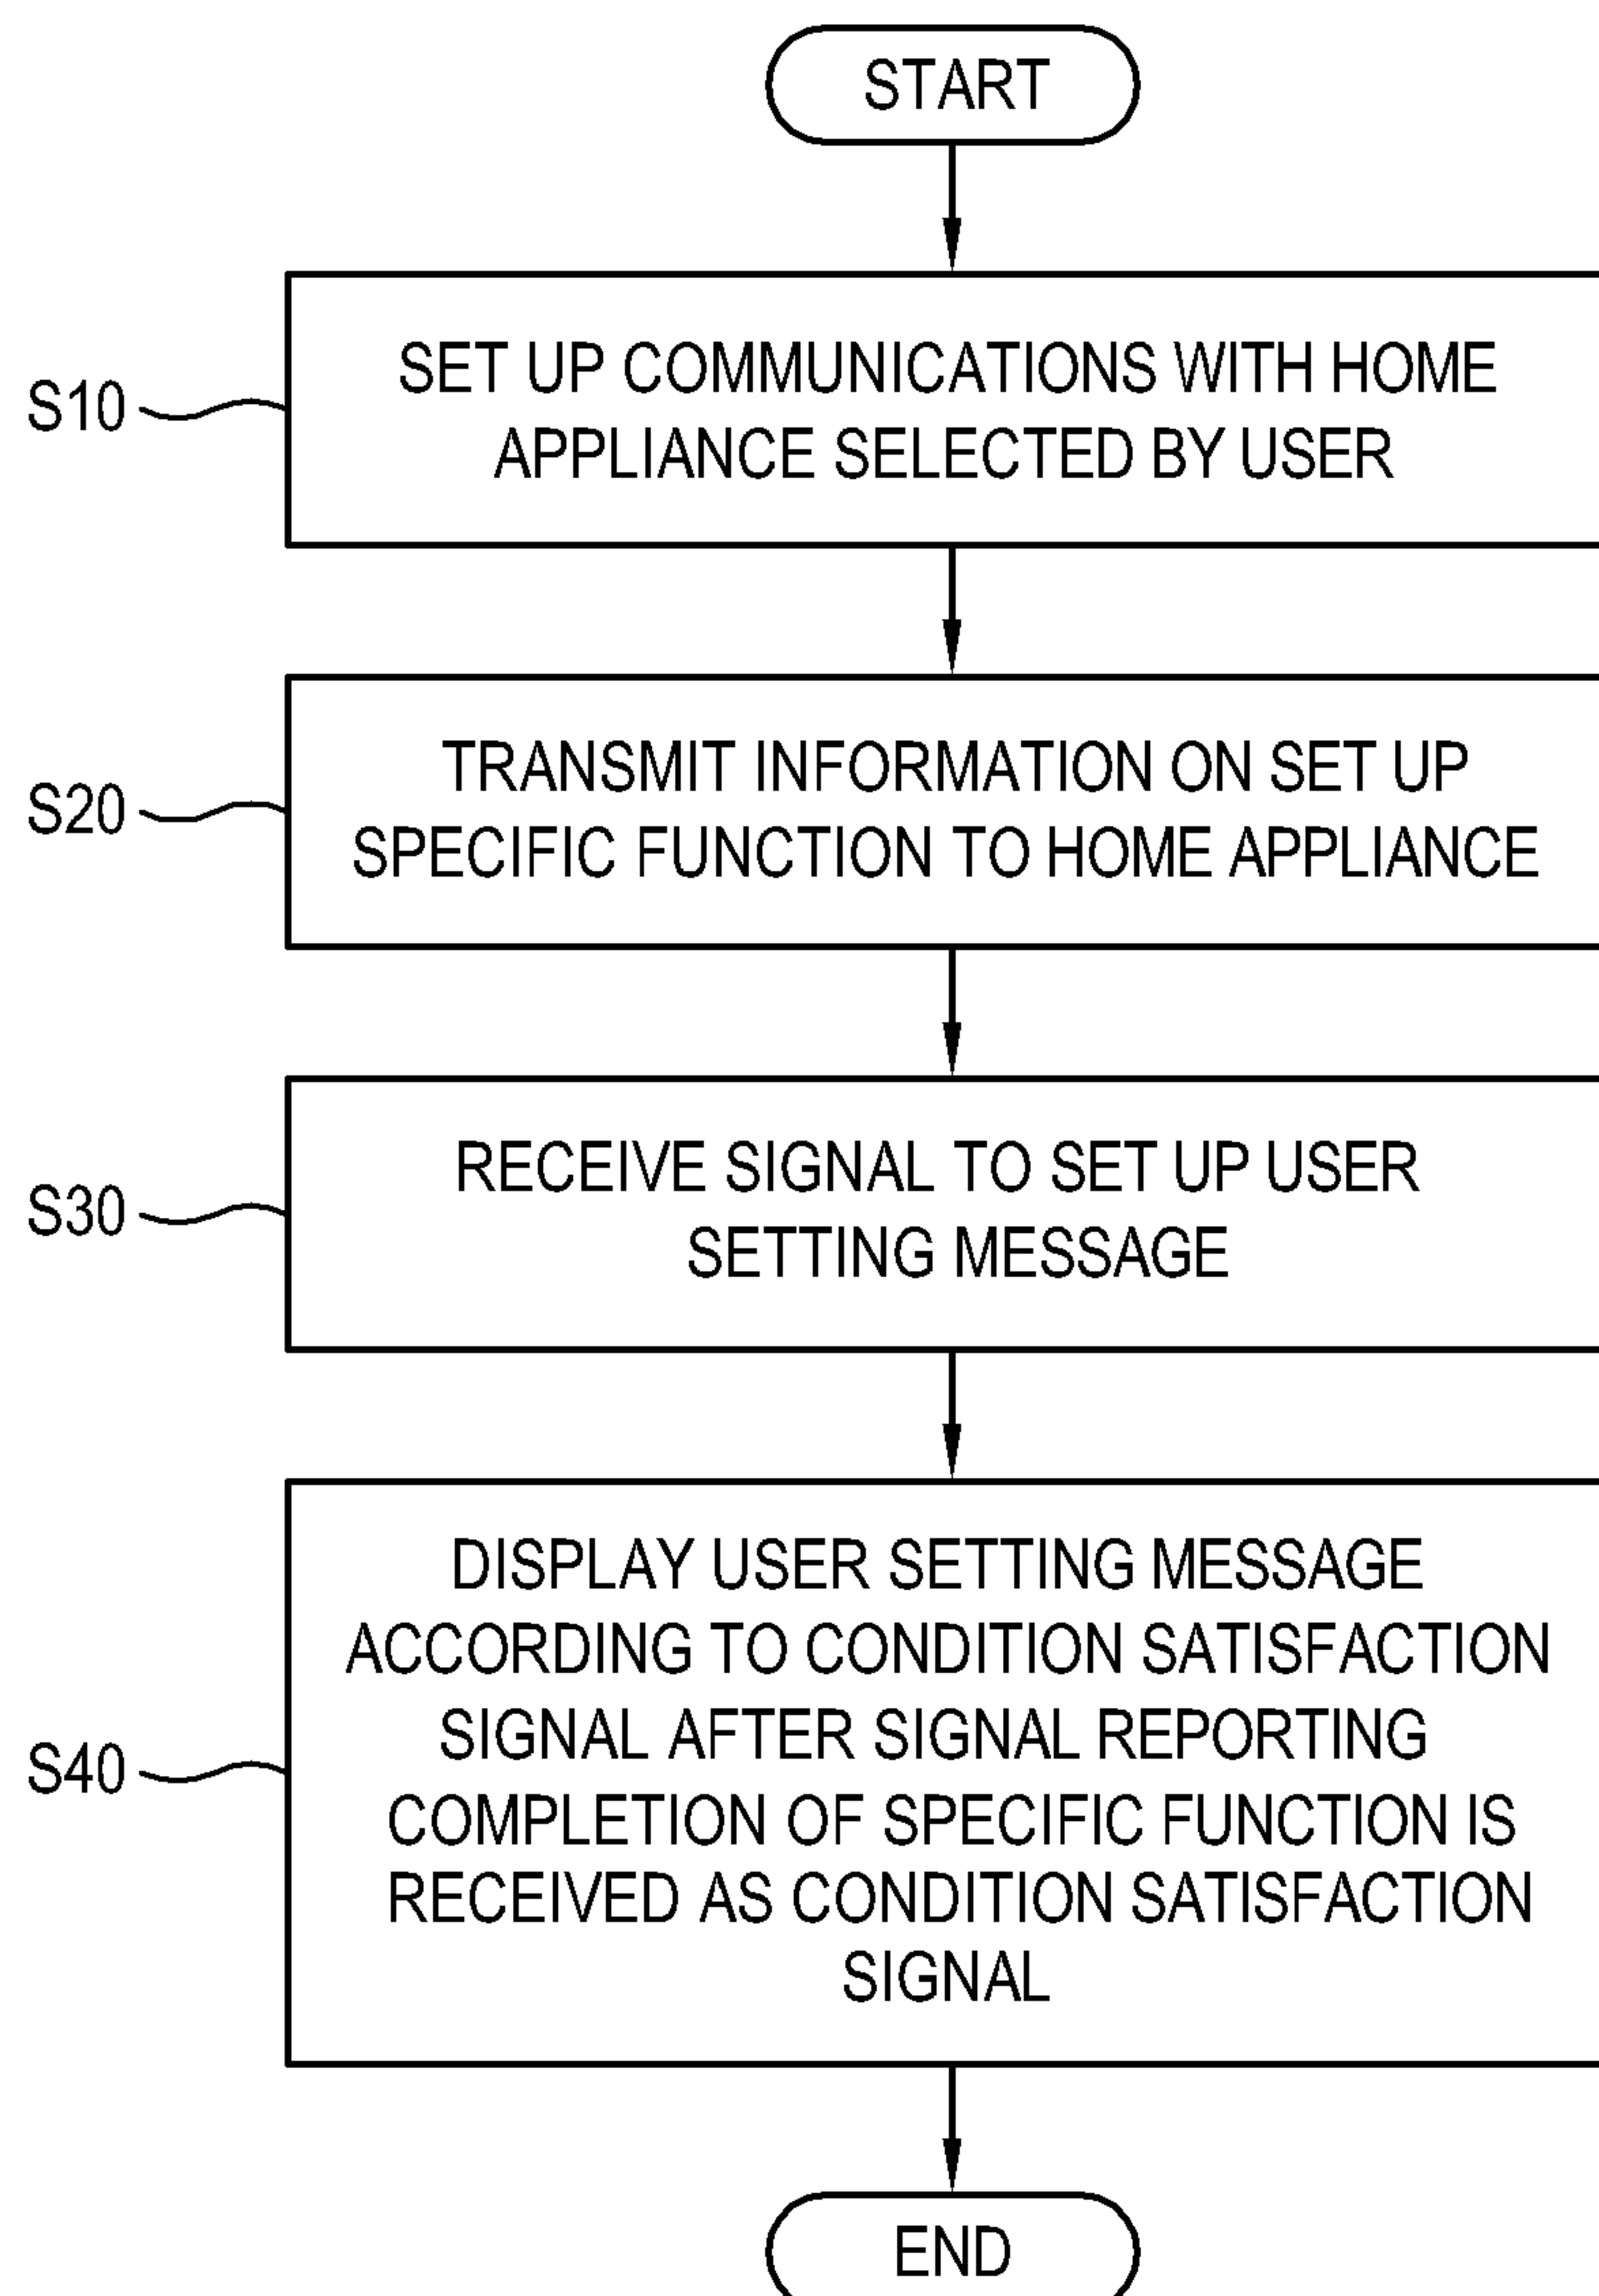 START
S10
SET UP COMMUNICATIONS WITH HOME
APPLIANCE SELECTED BY USER
S20
TRANSMIT INFORMATION ON SET UP
SPECIFIC FUNCTION TO HOME APPLIANCE
S30
RECEIVE SIGNAL TO SET UP USER
SETTING MESSAGE
S40
DISPLAY USER SETTING MESSAGE
ACCORDING TO CONDITION SATISFACTION
SIGNAL AFTER SIGNAL REPORTING
COMPLETION OF SPECIFIC FUNCTION IS
RECEIVED AS CONDITION SATISFACTION
SIGNAL
END